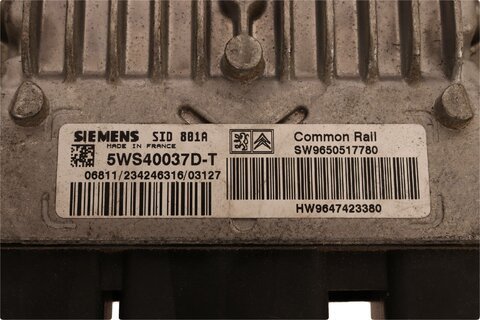 SIEMENS SID 801A
MADE IN FRANCE
5WS40037D-T
06811/234246316/03127
Common Rail
SW9650517780
HW9647423380